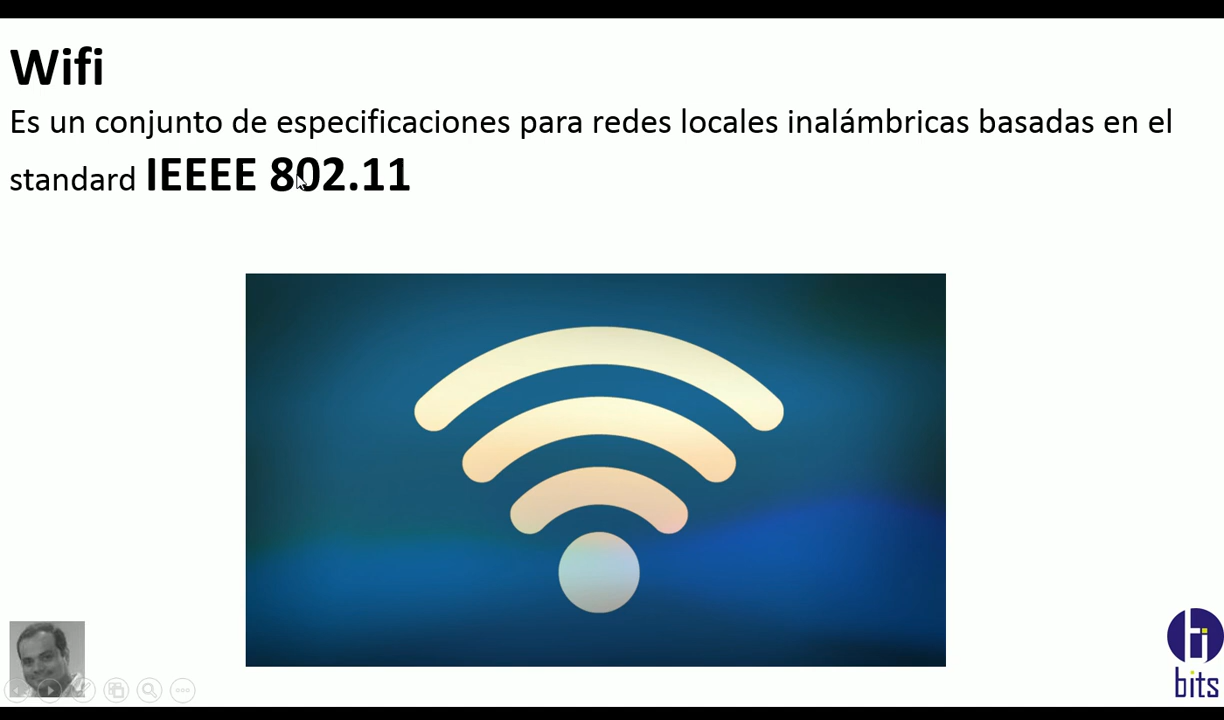 Wifi
Es un conjunto de especificaciones para redes locales inalámbricas basadas en el
standard IEEEE 802.11
bits